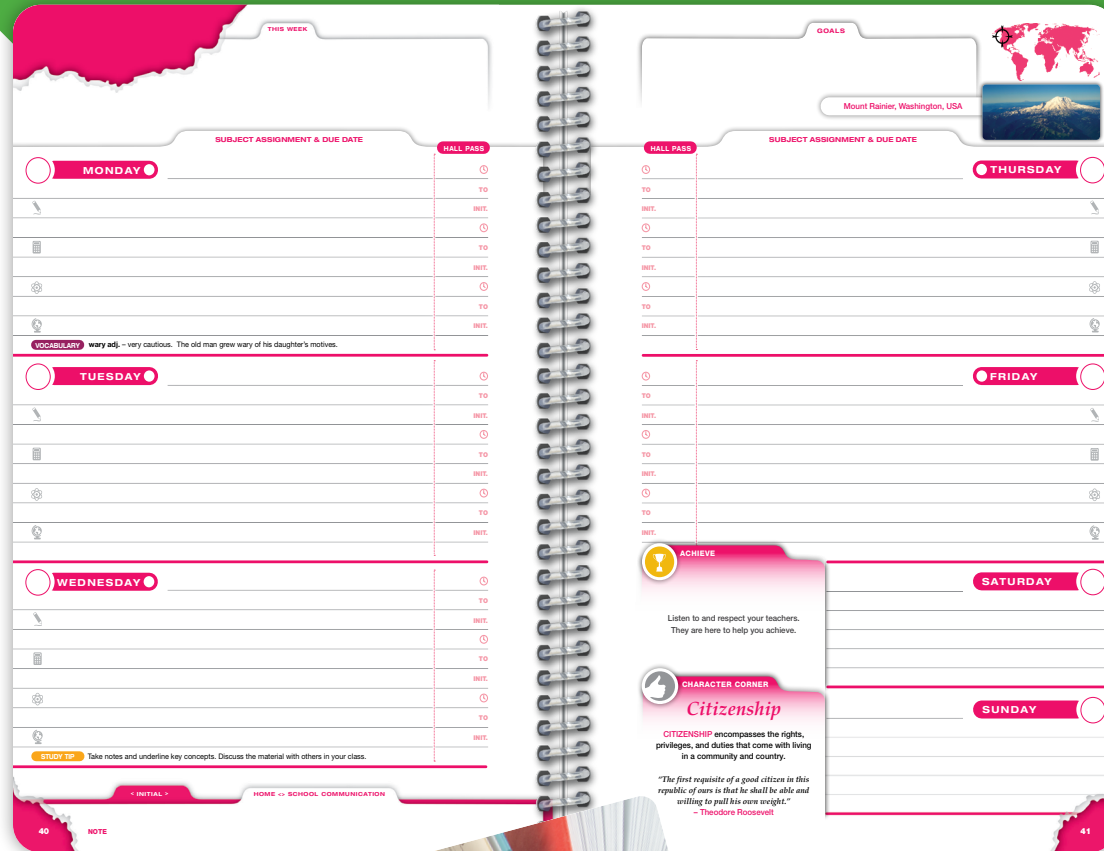 THIS WEEK
SUBJECT ASSIGNMENT & DUE DATE
HALL PASS
MONDAY
TO
INIT.
TO
INIT.
TO
INIT.
VOCABULARY wary adj. – very cautious. The old man grew wary of his daughter's motives.
TUESDAY
TO
INIT.
TO
INIT.
TO
INIT.
WEDNESDAY
TO
INIT.
TO
INIT.
TO
INIT.
STUDY TIP Take notes and underline key concepts. Discuss the material with others in your class.
< INITIAL >
HOME <> SCHOOL COMMUNICATION
40
NOTE
GOALS
Mount Rainier, Washington, USA
SUBJECT ASSIGNMENT & DUE DATE
HALL PASS
THURSDAY
TO
INIT.
TO
INIT.
TO
INIT.
FRIDAY
TO
INIT.
TO
INIT.
TO
INIT.
ACHIEVE
Listen to and respect your teachers.
They are here to help you achieve.
SATURDAY
CHARACTER CORNER
Citizenship
CITIZENSHIP encompasses the rights,
privileges, and duties that come with living
in a community and country.
"The first requisite of a good citizen in this
republic of ours is that he shall be able and
willing to pull his own weight."
– Theodore Roosevelt
SUNDAY
41